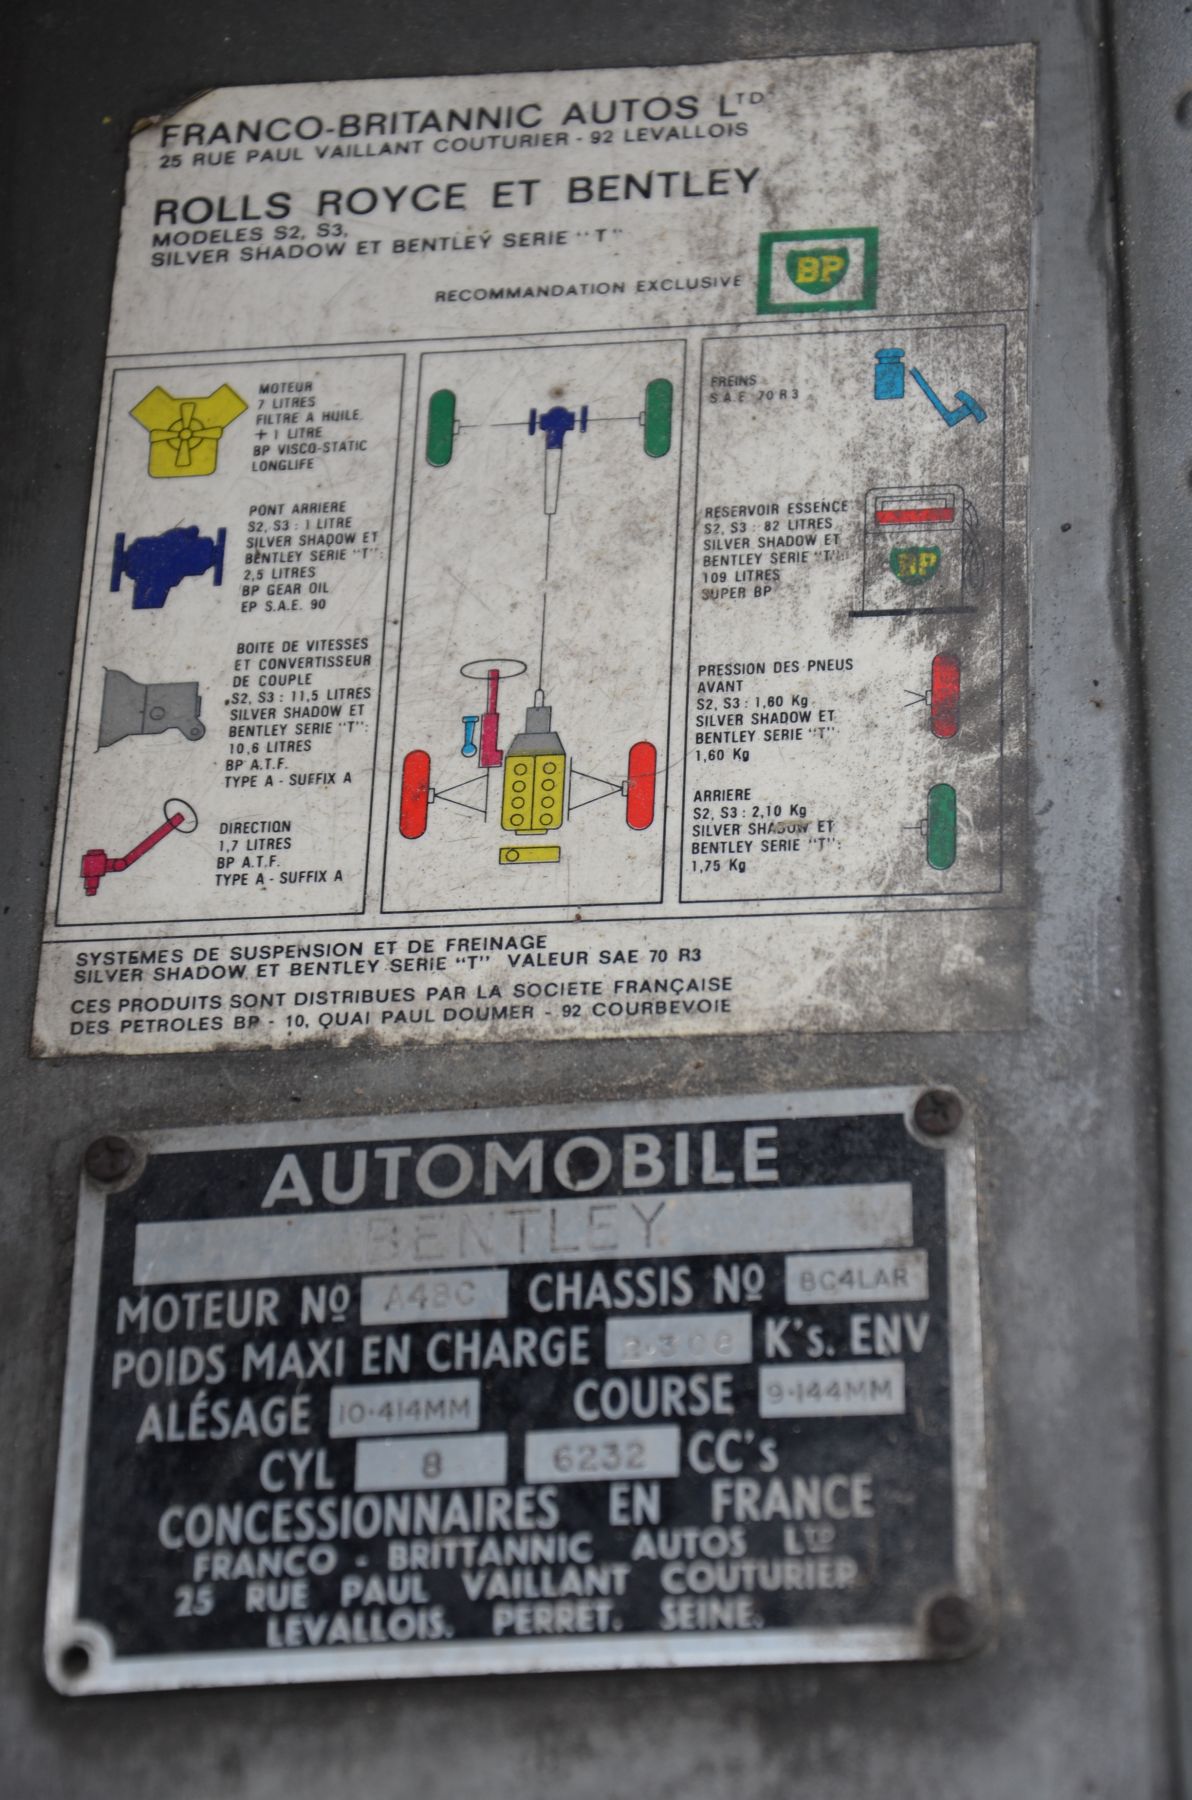 FRANCO-BRITANNIC AUTOS LTD
25 RUE PAUL VAILLANT COUTURIER - 92 LEVALLOIS
ROLLS ROYCE ET BENTLEY
MODELES S2, S3,
SILVER SHADOW ET BENTLEY SERIE "T"
RECOMMANDATION EXCLUSIVE
BP
MOTEUR
7 LITRES
FILTRE A HUILE
+ 1 LITRE
BP VISCO-STATIC
LONGLIFE
PONT ARRIERE
S2, S3 : 1 LITRE
SILVER SHADOW ET
BENTLEY SERIE "T":
2,5 LITRES
BP GEAR OIL
EP S.A.E. 90
BOITE DE VITESSES
ET CONVERTISSEUR
DE COUPLE
S2, S3 : 11,5 LITRES
SILVER SHADOW ET
BENTLEY SERIE "T":
10,6 LITRES
BP A.T.F.
TYPE A - SUFFIX A
DIRECTION
1,7 LITRES
BP A.T.F.
TYPE A - SUFFIX A
FREINS
S.A.E. 70 R3
RESERVOIR ESSENCE
S2, S3 : 82 LITRES
SILVER SHADOW ET
BENTLEY SERIE "T":
109 LITRES
SUPER BP
BP
PRESSION DES PNEUS
AVANT
S2, S3 : 1,60 Kg
SILVER SHADOW ET
BENTLEY SERIE "T":
1,60 Kg
ARRIERE
S2, S3 : 2,10 Kg
SILVER SHADOW ET
BENTLEY SERIE "T":
1,75 Kg
SYSTEMES DE SUSPENSION ET DE FREINAGE
SILVER SHADOW ET BENTLEY SERIE "T" VALEUR SAE 70 R3
CES PRODUITS SONT DISTRIBUES PAR LA SOCIETE FRANÇAISE
DES PETROLES BP - 10, QUAI PAUL DOUMER - 92 COURBEVOIE
AUTOMOBILE
BENTLEY
MOTEUR Nº A4BC CHASSIS Nº BC4LAR
POIDS MAXI EN CHARGE 2·308 K's. ENV
ALÉSAGE 10·414MM COURSE 9·144MM
CYL 8 6232 CC's
CONCESSIONNAIRES EN FRANCE
FRANCO - BRITTANNIC AUTOS LTD
25 RUE PAUL VAILLANT COUTURIER
LEVALLOIS. PERRET. SEINE.